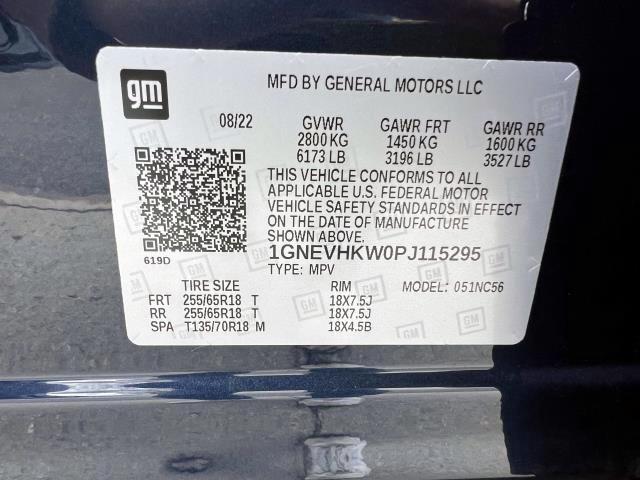 gm
MFD BY GENERAL MOTORS LLC
08/22 GVWR GAWR FRT GAWR RR
2800 KG 1450 KG 1600 KG
6173 LB 3196 LB 3527 LB
THIS VEHICLE CONFORMS TO ALL
APPLICABLE U.S. FEDERAL MOTOR
VEHICLE SAFETY STANDARDS IN EFFECT
ON THE DATE OF MANUFACTURE
SHOWN ABOVE.
619D
1GNEVHKW0PJ115295
TYPE: MPV
MODEL: 051NC56
TIRE SIZE RIM
FRT 255/65R18 T 18X7.5J
RR 255/65R18 T 18X7.5J
SPA T135/70R18 M 18X4.5B